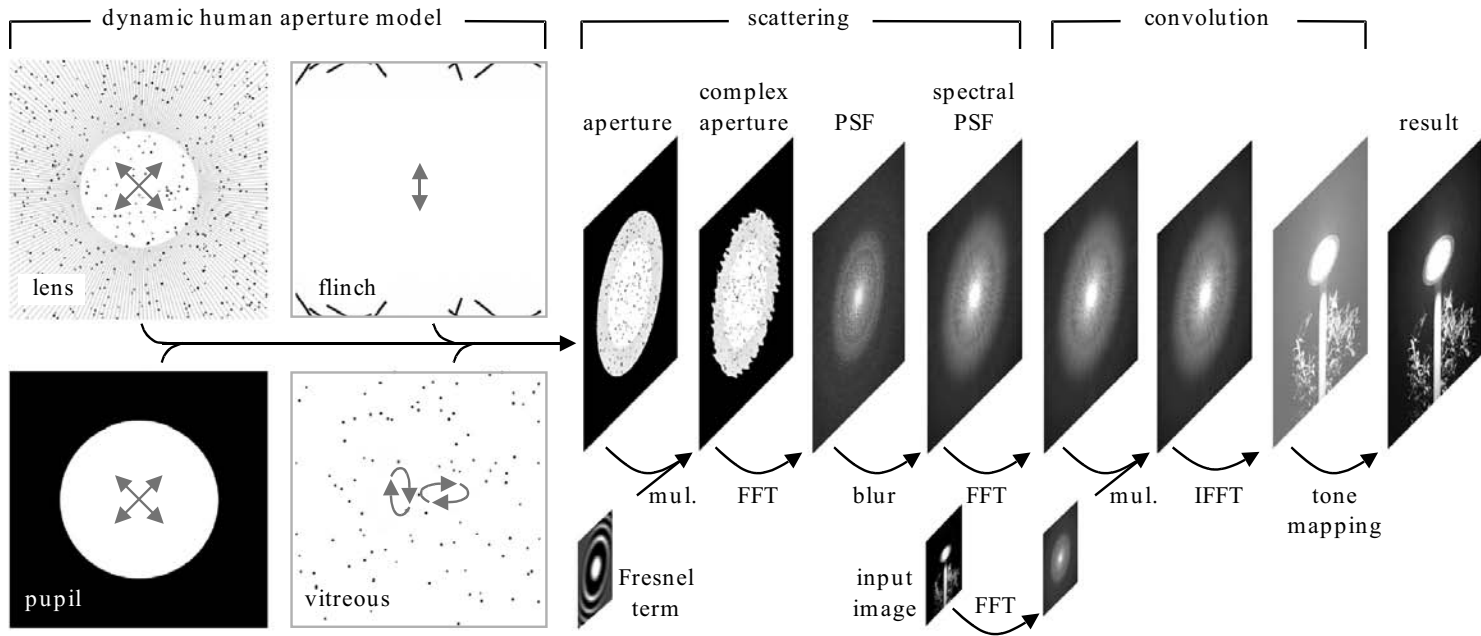 dynamic human aperture model
scattering
convolution
lens
flinch
pupil
vitreous
aperture
complex
aperture
PSF
spectral
PSF
result
mul.
FFT
blur
FFT
mul.
IFFT
tone
mapping
Fresnel
term
input
image
FFT